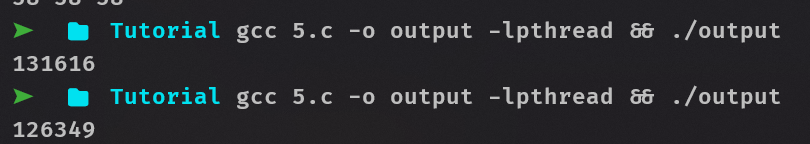 ➤ Tutorial gcc 5.c -o output -lpthread && ./output
131616
➤ Tutorial gcc 5.c -o output -lpthread && ./output
126349